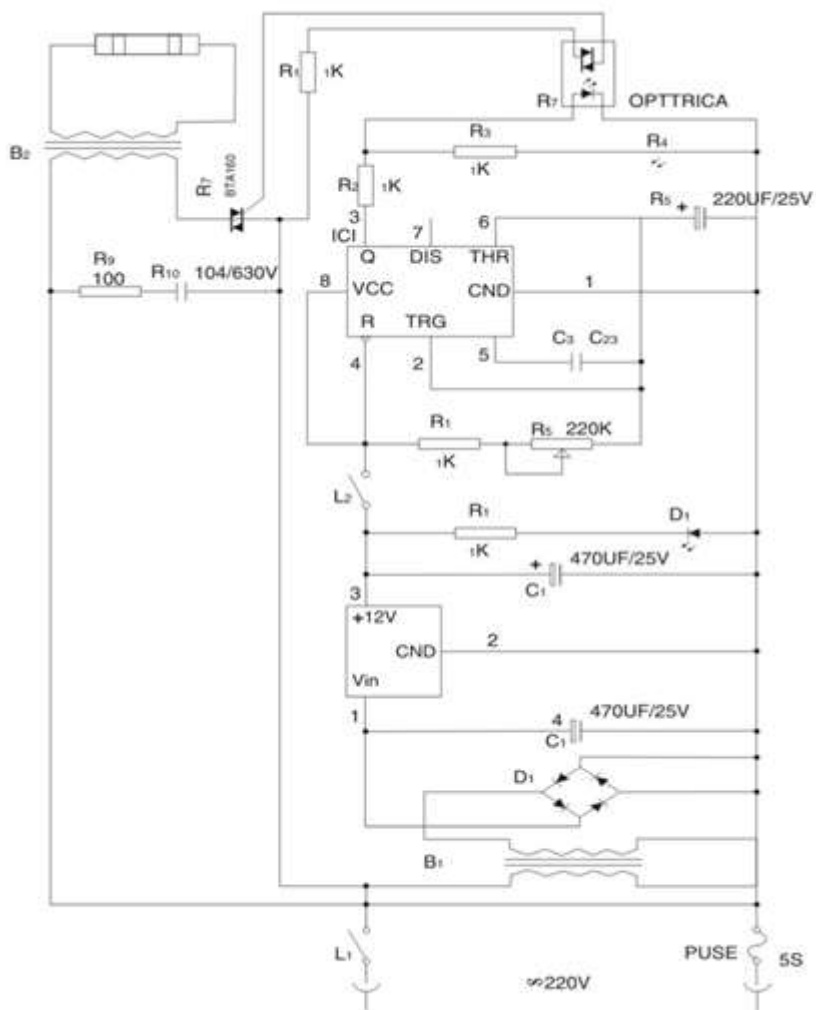 R1 1K
R7 OPTTRICA
B2
R7 BTA160
R3
1K
R4
R2 1K
R5 + 220UF/25V
3 7 6
ICI
Q DIS THR
8 VCC CND 1
R TRG
4 2 5
C3 C23
R9
100
R10 104/630V
R1
1K
R5 220K
L2
R1
1K
D1
+ 470UF/25V
C1
3
+12V
CND 2
Vin
1
4 470UF/25V
C1
D1
B1
L1
PUSE 5S
∽220V